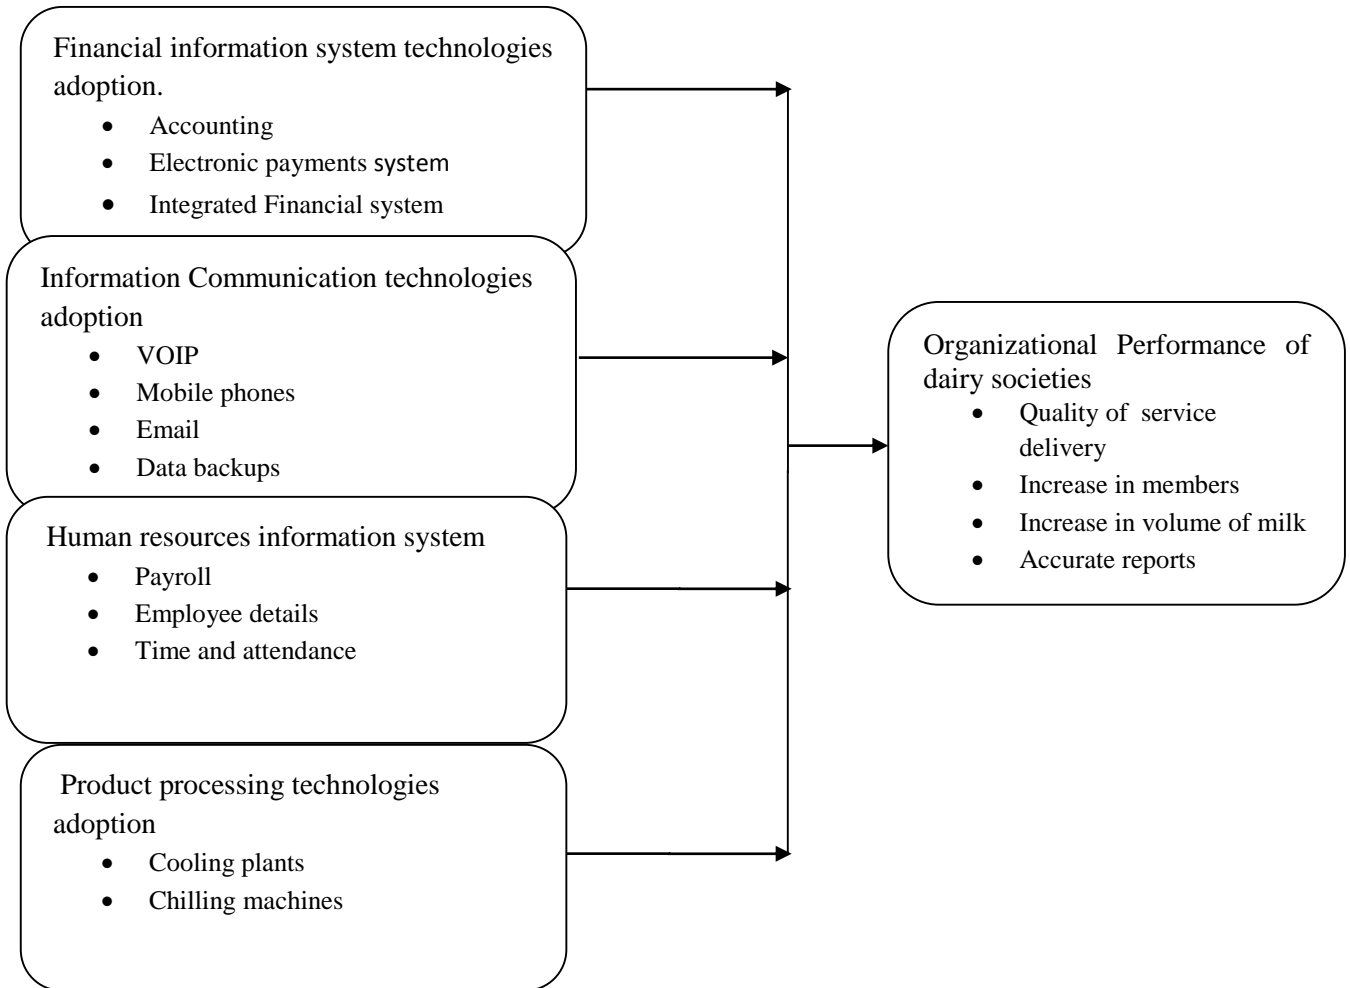 Financial information system technologies
adoption.
• Accounting
• Electronic payments system
• Integrated Financial system
Information Communication technologies
adoption
• VOIP
• Mobile phones
• Email
• Data backups
Human resources information system
• Payroll
• Employee details
• Time and attendance
Product processing technologies
adoption
• Cooling plants
• Chilling machines
Organizational Performance of
dairy societies
• Quality of service
delivery
• Increase in members
• Increase in volume of milk
• Accurate reports